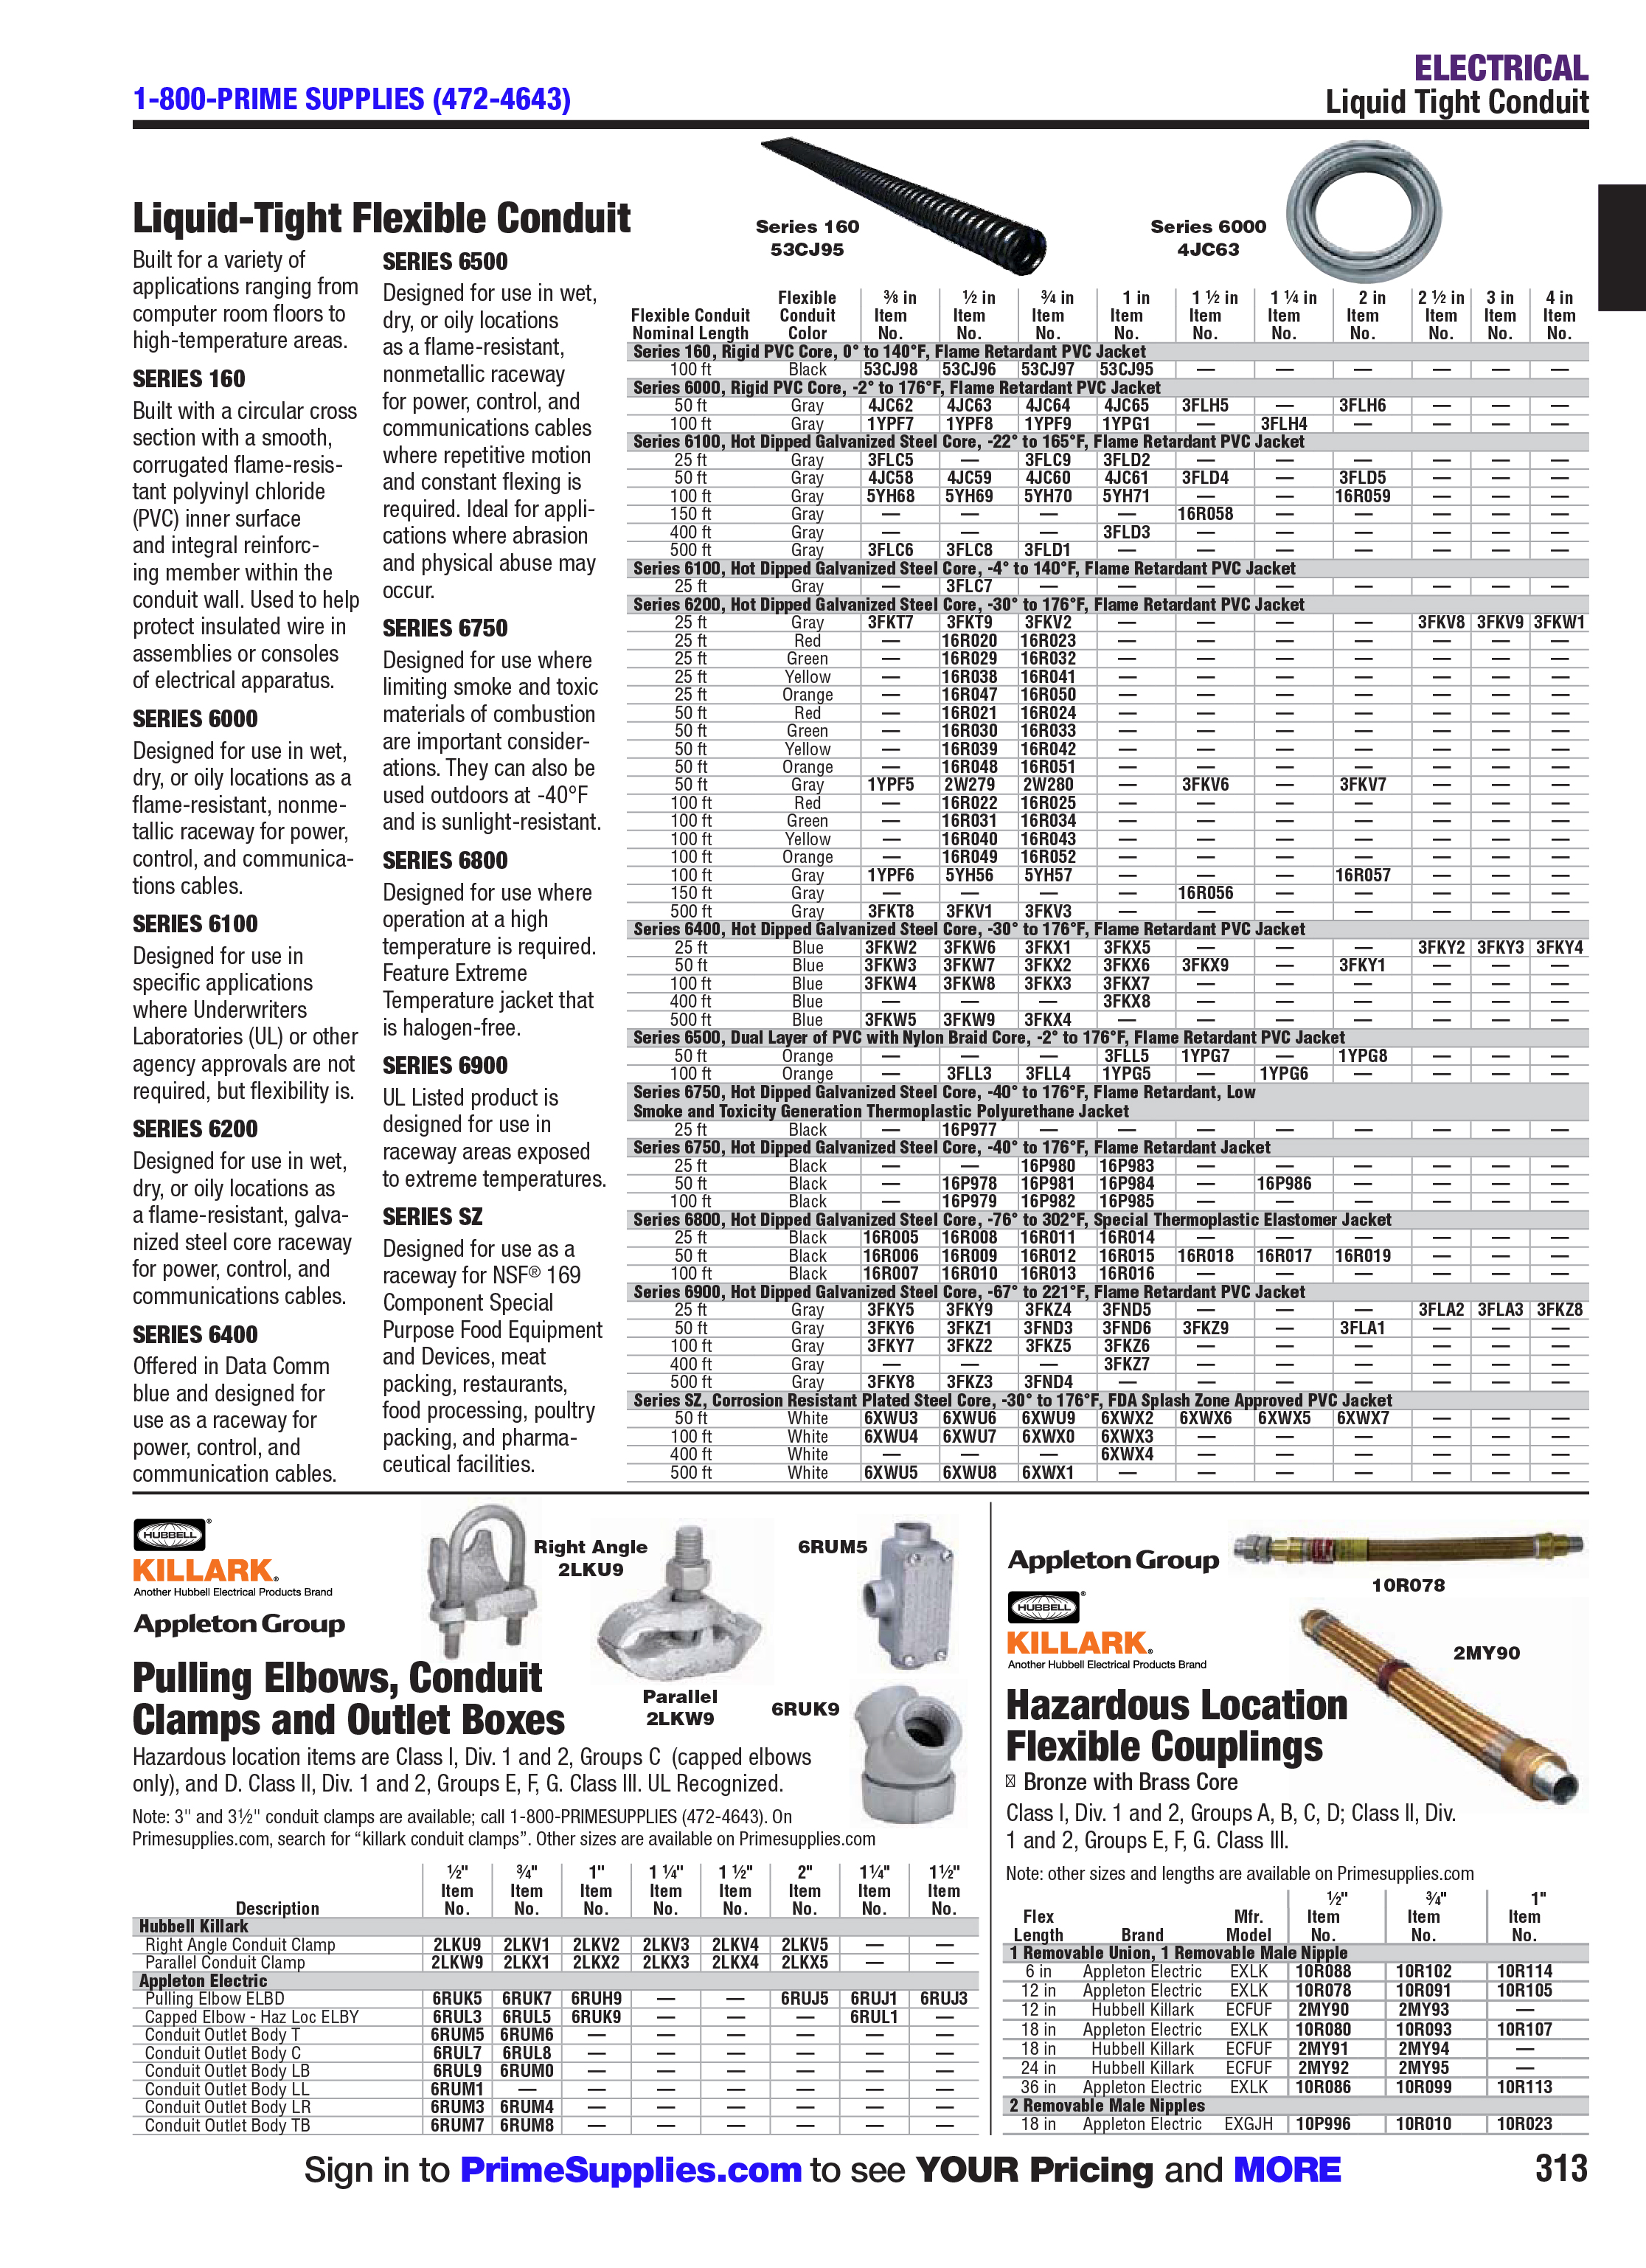 1-800-PRIME SUPPLIES (472-4643)
ELECTRICAL
Liquid Tight Conduit
Liquid-Tight Flexible Conduit
Built for a variety of
applications ranging from
computer room floors to
high-temperature areas.
SERIES 160
Built with a circular cross
section with a smooth,
corrugated flame-resis-
tant polyvinyl chloride
(PVC) inner surface
and integral reinforc-
ing member within the
conduit wall. Used to help
protect insulated wire in
assemblies or consoles
of electrical apparatus.
SERIES 6000
Designed for use in wet,
dry, or oily locations as a
flame-resistant, nonme-
tallic raceway for power,
control, and communica-
tions cables.
SERIES 6100
Designed for use in
specific applications
where Underwriters
Laboratories (UL) or other
agency approvals are not
required, but flexibility is.
SERIES 6200
Designed for use in wet,
dry, or oily locations as
a flame-resistant, galva-
nized steel core raceway
for power, control, and
communications cables.
SERIES 6400
Offered in Data Comm
blue and designed for
use as a raceway for
power, control, and
communication cables.
SERIES 6500
Designed for use in wet,
dry, or oily locations
as a flame-resistant,
nonmetallic raceway
for power, control, and
communications cables
where repetitive motion
and constant flexing is
required. Ideal for appli-
cations where abrasion
and physical abuse may
occur.
SERIES 6750
Designed for use where
limiting smoke and toxic
materials of combustion
are important consider-
ations. They can also be
used outdoors at -40°F
and is sunlight-resistant.
SERIES 6800
Designed for use where
operation at a high
temperature is required.
Feature Extreme
Temperature jacket that
is halogen-free.
SERIES 6900
UL Listed product is
designed for use in
raceway areas exposed
to extreme temperatures.
SERIES SZ
Designed for use as a
raceway for NSF® 169
Component Special
Purpose Food Equipment
and Devices, meat
packing, restaurants,
food processing, poultry
packing, and pharma-
ceutical facilities.
Series 160
53CJ95
Series 6000
4JC63
Flexible ⅜ in ½ in ¾ in 1 in 1 ½ in 1 ¼ in 2 in 2 ½ in 3 in 4 in
Flexible Conduit Conduit Item Item Item Item Item Item Item Item Item Item
Nominal Length Color No. No. No. No. No. No. No. No. No. No.
Series 160, Rigid PVC Core, 0° to 140°F, Flame Retardant PVC Jacket
100 ft Black 53CJ98 53CJ96 53CJ97 53CJ95 — — — — — —
Series 6000, Rigid PVC Core, -2° to 176°F, Flame Retardant PVC Jacket
50 ft Gray 4JC62 4JC63 4JC64 4JC65 3FLH5 — 3FLH6 — — —
100 ft Gray 1YPF7 1YPF8 1YPF9 1YPG1 — 3FLH4 — — — —
Series 6100, Hot Dipped Galvanized Steel Core, -22° to 165°F, Flame Retardant PVC Jacket
25 ft Gray 3FLC5 — 3FLC9 3FLD2 — — — — — —
50 ft Gray 4JC58 4JC59 4JC60 4JC61 3FLD4 — 3FLD5 — — —
100 ft Gray 5YH68 5YH69 5YH70 5YH71 — — 16R059 — — —
150 ft Gray — — — — 16R058 — — — — —
400 ft Gray — — — 3FLD3 — — — — — —
500 ft Gray 3FLC6 3FLC8 3FLD1 — — — — — — —
Series 6100, Hot Dipped Galvanized Steel Core, -4° to 140°F, Flame Retardant PVC Jacket
25 ft Gray — 3FLC7 — — — — — — — —
Series 6200, Hot Dipped Galvanized Steel Core, -30° to 176°F, Flame Retardant PVC Jacket
25 ft Gray 3FKT7 3FKT9 3FKV2 — — — — 3FKV8 3FKV9 3FKW1
25 ft Red — 16R020 16R023 — — — — — — —
25 ft Green — 16R029 16R032 — — — — — — —
25 ft Yellow — 16R038 16R041 — — — — — — —
25 ft Orange — 16R047 16R050 — — — — — — —
50 ft Red — 16R021 16R024 — — — — — — —
50 ft Green — 16R030 16R033 — — — — — — —
50 ft Yellow — 16R039 16R042 — — — — — — —
50 ft Orange — 16R048 16R051 — — — — — — —
50 ft Gray 1YPF5 2W279 2W280 — 3FKV6 — 3FKV7 — — —
100 ft Red — 16R022 16R025 — — — — — — —
100 ft Green — 16R031 16R034 — — — — — — —
100 ft Yellow — 16R040 16R043 — — — — — — —
100 ft Orange — 16R049 16R052 — — — — — — —
100 ft Gray 1YPF6 5YH56 5YH57 — — — 16R057 — — —
150 ft Gray — — — — 16R056 — — — — —
500 ft Gray 3FKT8 3FKV1 3FKV3 — — — — — — —
Series 6400, Hot Dipped Galvanized Steel Core, -30° to 176°F, Flame Retardant PVC Jacket
25 ft Blue 3FKW2 3FKW6 3FKX1 3FKX5 — — — 3FKY2 3FKY3 3FKY4
50 ft Blue 3FKW3 3FKW7 3FKX2 3FKX6 3FKX9 — 3FKY1 — — —
100 ft Blue 3FKW4 3FKW8 3FKX3 3FKX7 — — — — — —
400 ft Blue — — — 3FKX8 — — — — — —
500 ft Blue 3FKW5 3FKW9 3FKX4 — — — — — — —
Series 6500, Dual Layer of PVC with Nylon Braid Core, -2° to 176°F, Flame Retardant PVC Jacket
50 ft Orange — — — 3FLL5 1YPG7 — 1YPG8 — — —
100 ft Orange — 3FLL3 3FLL4 1YPG5 — 1YPG6 — — — —
Series 6750, Hot Dipped Galvanized Steel Core, -40° to 176°F, Flame Retardant, Low
Smoke and Toxicity Generation Thermoplastic Polyurethane Jacket
25 ft Black — 16P977 — — — — — — — —
Series 6750, Hot Dipped Galvanized Steel Core, -40° to 176°F, Flame Retardant Jacket
25 ft Black — — 16P980 16P983 — — — — — —
50 ft Black — 16P978 16P981 16P984 — 16P986 — — — —
100 ft Black — 16P979 16P982 16P985 — — — — — —
Series 6800, Hot Dipped Galvanized Steel Core, -76° to 302°F, Special Thermoplastic Elastomer Jacket
25 ft Black 16R005 16R008 16R011 16R014 — — — — — —
50 ft Black 16R006 16R009 16R012 16R015 16R018 16R017 16R019 — — —
100 ft Black 16R007 16R010 16R013 16R016 — — — — — —
Series 6900, Hot Dipped Galvanized Steel Core, -67° to 221°F, Flame Retardant PVC Jacket
25 ft Gray 3FKY5 3FKY9 3FKZ4 3FND5 — — — 3FLA2 3FLA3 3FKZ8
50 ft Gray 3FKY6 3FKZ1 3FND3 3FND6 3FKZ9 — 3FLA1 — — —
100 ft Gray 3FKY7 3FKZ2 3FKZ5 3FKZ6 — — — — — —
400 ft Gray — — — 3FKZ7 — — — — — —
500 ft Gray 3FKY8 3FKZ3 3FND4 — — — — — — —
Series SZ, Corrosion Resistant Plated Steel Core, -30° to 176°F, FDA Splash Zone Approved PVC Jacket
50 ft White 6XWU3 6XWU6 6XWU9 6XWX2 6XWX6 6XWX5 6XWX7 — — —
100 ft White 6XWU4 6XWU7 6XWX0 6XWX3 — — — — — —
400 ft White — — — 6XWX4 — — — — — —
500 ft White 6XWU5 6XWU8 6XWX1 — — — — — — —
HUBBELL®
KILLARK®
Another Hubbell Electrical Products Brand
Appleton Group
Right Angle
2LKU9
Parallel
2LKW9
6RUM5
6RUK9
Pulling Elbows, Conduit
Clamps and Outlet Boxes
Hazardous location items are Class I, Div. 1 and 2, Groups C (capped elbows
only), and D. Class II, Div. 1 and 2, Groups E, F, G. Class III. UL Recognized.
Note: 3" and 3½" conduit clamps are available; call 1-800-PRIMESUPPLIES (472-4643). On
Primesupplies.com, search for “killark conduit clamps”. Other sizes are available on Primesupplies.com
½" ¾" 1" 1 ¼" 1 ½" 2" 1¼" 1½"
Item Item Item Item Item Item Item Item
Description No. No. No. No. No. No. No. No.
Hubbell Killark
Right Angle Conduit Clamp 2LKU9 2LKV1 2LKV2 2LKV3 2LKV4 2LKV5 — —
Parallel Conduit Clamp 2LKW9 2LKX1 2LKX2 2LKX3 2LKX4 2LKX5 — —
Appleton Electric
Pulling Elbow ELBD 6RUK5 6RUK7 6RUH9 — — 6RUJ5 6RUJ1 6RUJ3
Capped Elbow - Haz Loc ELBY 6RUL3 6RUL5 6RUK9 — — — 6RUL1 —
Conduit Outlet Body T 6RUM5 6RUM6 — — — — — —
Conduit Outlet Body C 6RUL7 6RUL8 — — — — — —
Conduit Outlet Body LB 6RUL9 6RUM0 — — — — — —
Conduit Outlet Body LL 6RUM1 — — — — — — —
Conduit Outlet Body LR 6RUM3 6RUM4 — — — — — —
Conduit Outlet Body TB 6RUM7 6RUM8 — — — — — —
Appleton Group
10R078
HUBBELL®
KILLARK®
Another Hubbell Electrical Products Brand
2MY90
Hazardous Location
Flexible Couplings
Bronze with Brass Core
Class I, Div. 1 and 2, Groups A, B, C, D; Class II, Div.
1 and 2, Groups E, F, G. Class III.
Note: other sizes and lengths are available on Primesupplies.com
½" ¾" 1"
Flex Mfr. Item Item Item
Length Brand Model No. No. No.
1 Removable Union, 1 Removable Male Nipple
6 in Appleton Electric EXLK 10R088 10R102 10R114
12 in Appleton Electric EXLK 10R078 10R091 10R105
12 in Hubbell Killark ECFUF 2MY90 2MY93 —
18 in Appleton Electric EXLK 10R080 10R093 10R107
18 in Hubbell Killark ECFUF 2MY91 2MY94 —
24 in Hubbell Killark ECFUF 2MY92 2MY95 —
36 in Appleton Electric EXLK 10R086 10R099 10R113
2 Removable Male Nipples
18 in Appleton Electric EXGJH 10P996 10R010 10R023
Sign in to PrimeSupplies.com to see YOUR Pricing and MORE
313